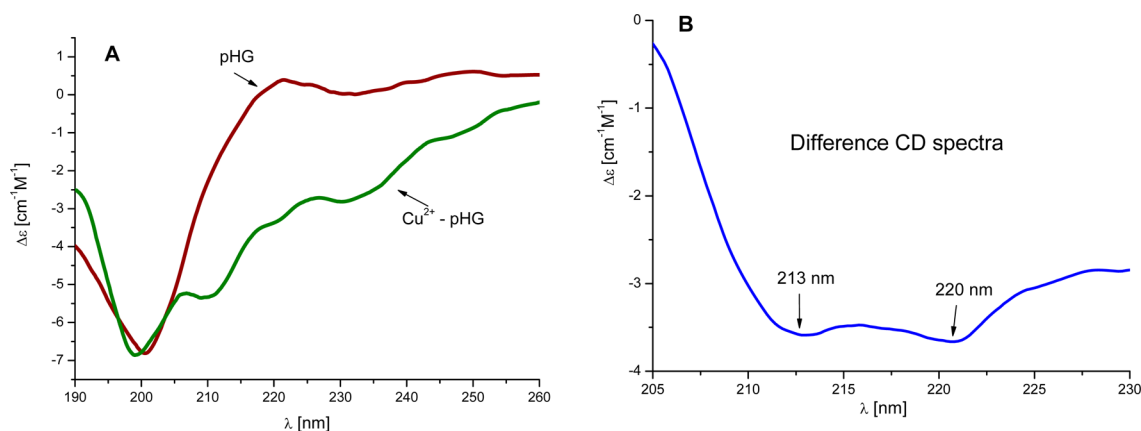 A
pHG
Cu²⁺ - pHG
Δε [cm⁻¹M⁻¹]
1
0
-1
-2
-3
-4
-5
-6
-7
190 200 210 220 230 240 250 260
λ [nm]
B
Difference CD spectra
213 nm
220 nm
Δε [cm⁻¹M⁻¹]
0
-1
-2
-3
-4
205 210 215 220 225 230
λ [nm]